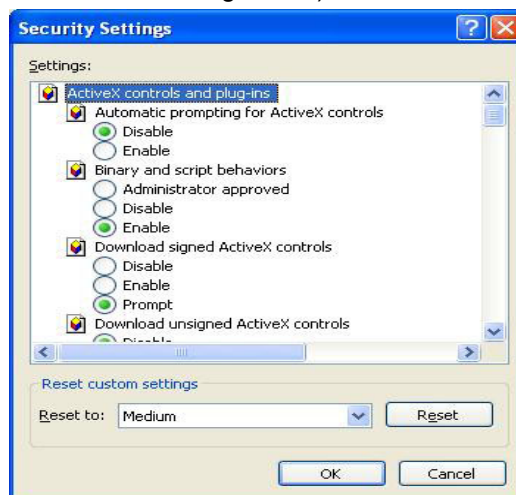 Security Settings
Settings:
ActiveX controls and plug-ins
Automatic prompting for ActiveX controls
Disable
Enable
Binary and script behaviors
Administrator approved
Disable
Enable
Download signed ActiveX controls
Disable
Enable
Prompt
Download unsigned ActiveX controls
Disable
Reset custom settings
Reset to: Medium Reset
OK Cancel